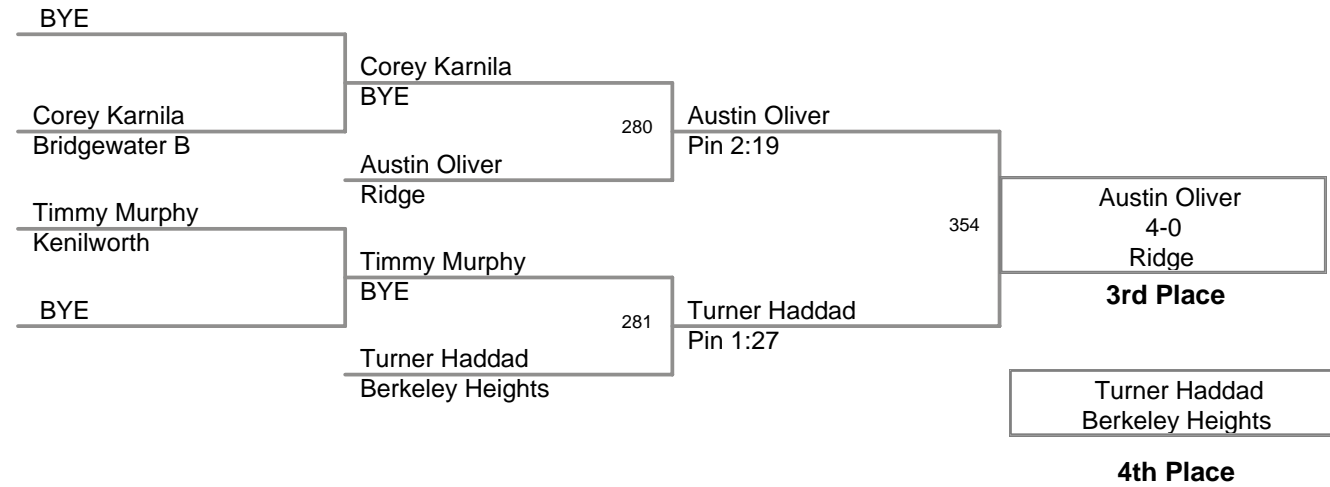 BYE
Corey Karnila
Bridgewater B
Timmy Murphy
Kenilworth
BYE
Corey Karnila
BYE
280
Austin Oliver
Ridge
Timmy Murphy
BYE
281
Turner Haddad
Berkeley Heights
Austin Oliver
Pin 2:19
354
Turner Haddad
Pin 1:27
Austin Oliver
4-0
Ridge
3rd Place
Turner Haddad
Berkeley Heights
4th Place